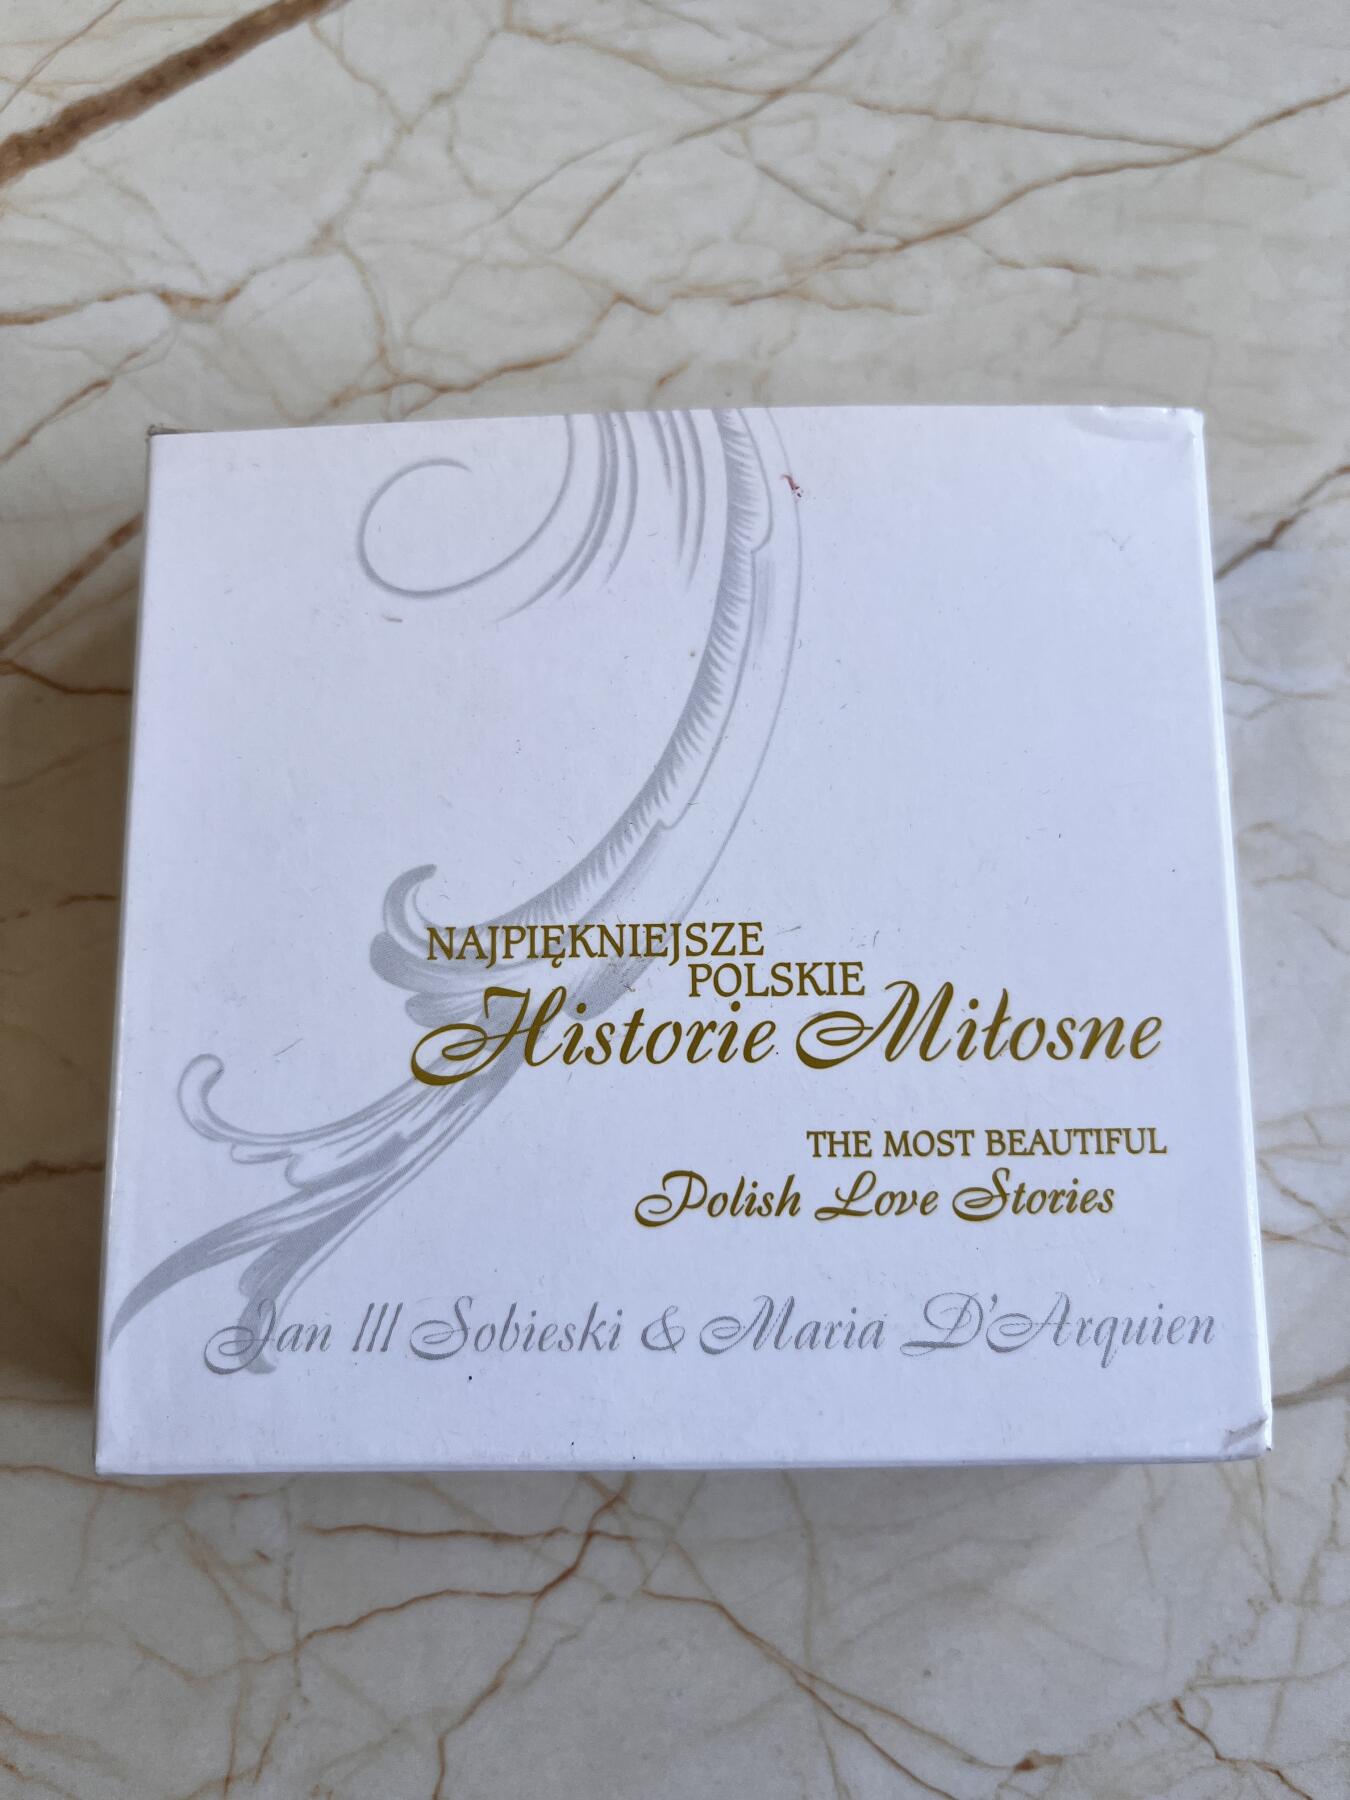 NAJPIĘKNIEJSZE
POLSKIE
Historie Miłosne
THE MOST BEAUTIFUL
Polish Love Stories
Jan III Sobieski & Maria D'Arquien